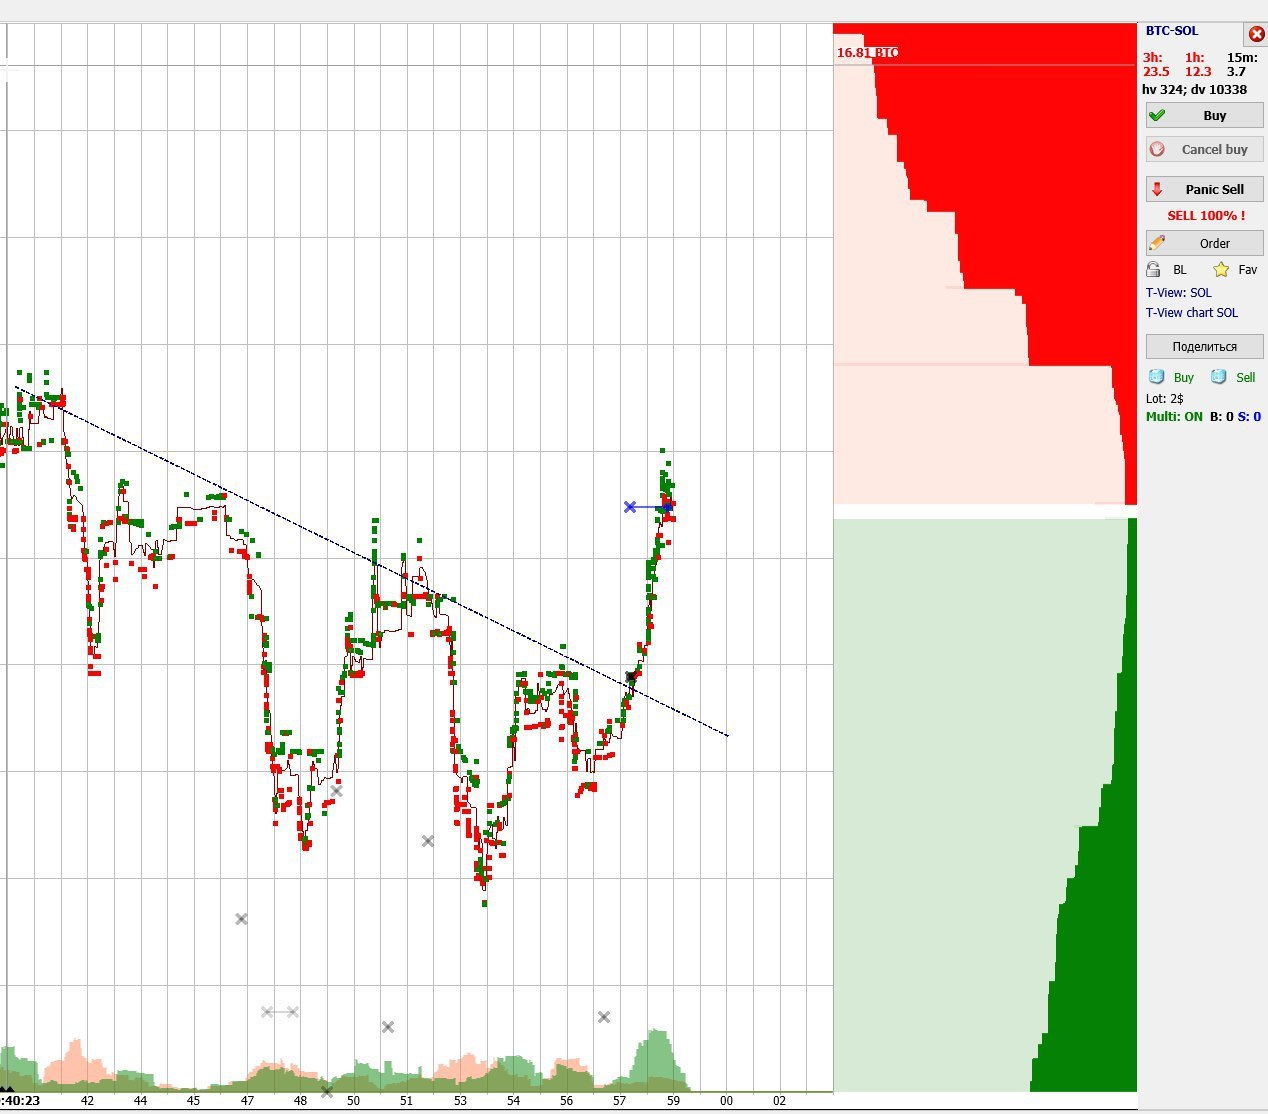 BTC-SOL
16.81 BTC
3h: 1h: 15m:
23.5 12.3 3.7
hv 324; dv 10338
Buy
Cancel buy
Panic Sell
SELL 100% !
Order
BL Fav
T-View: SOL
T-View chart SOL
Поделиться
Buy Sell
Lot: 2$
Multi: ON B: 0 S: 0
:40:23 42 44 45 47 48 50 51 53 54 56 57 59 00 02